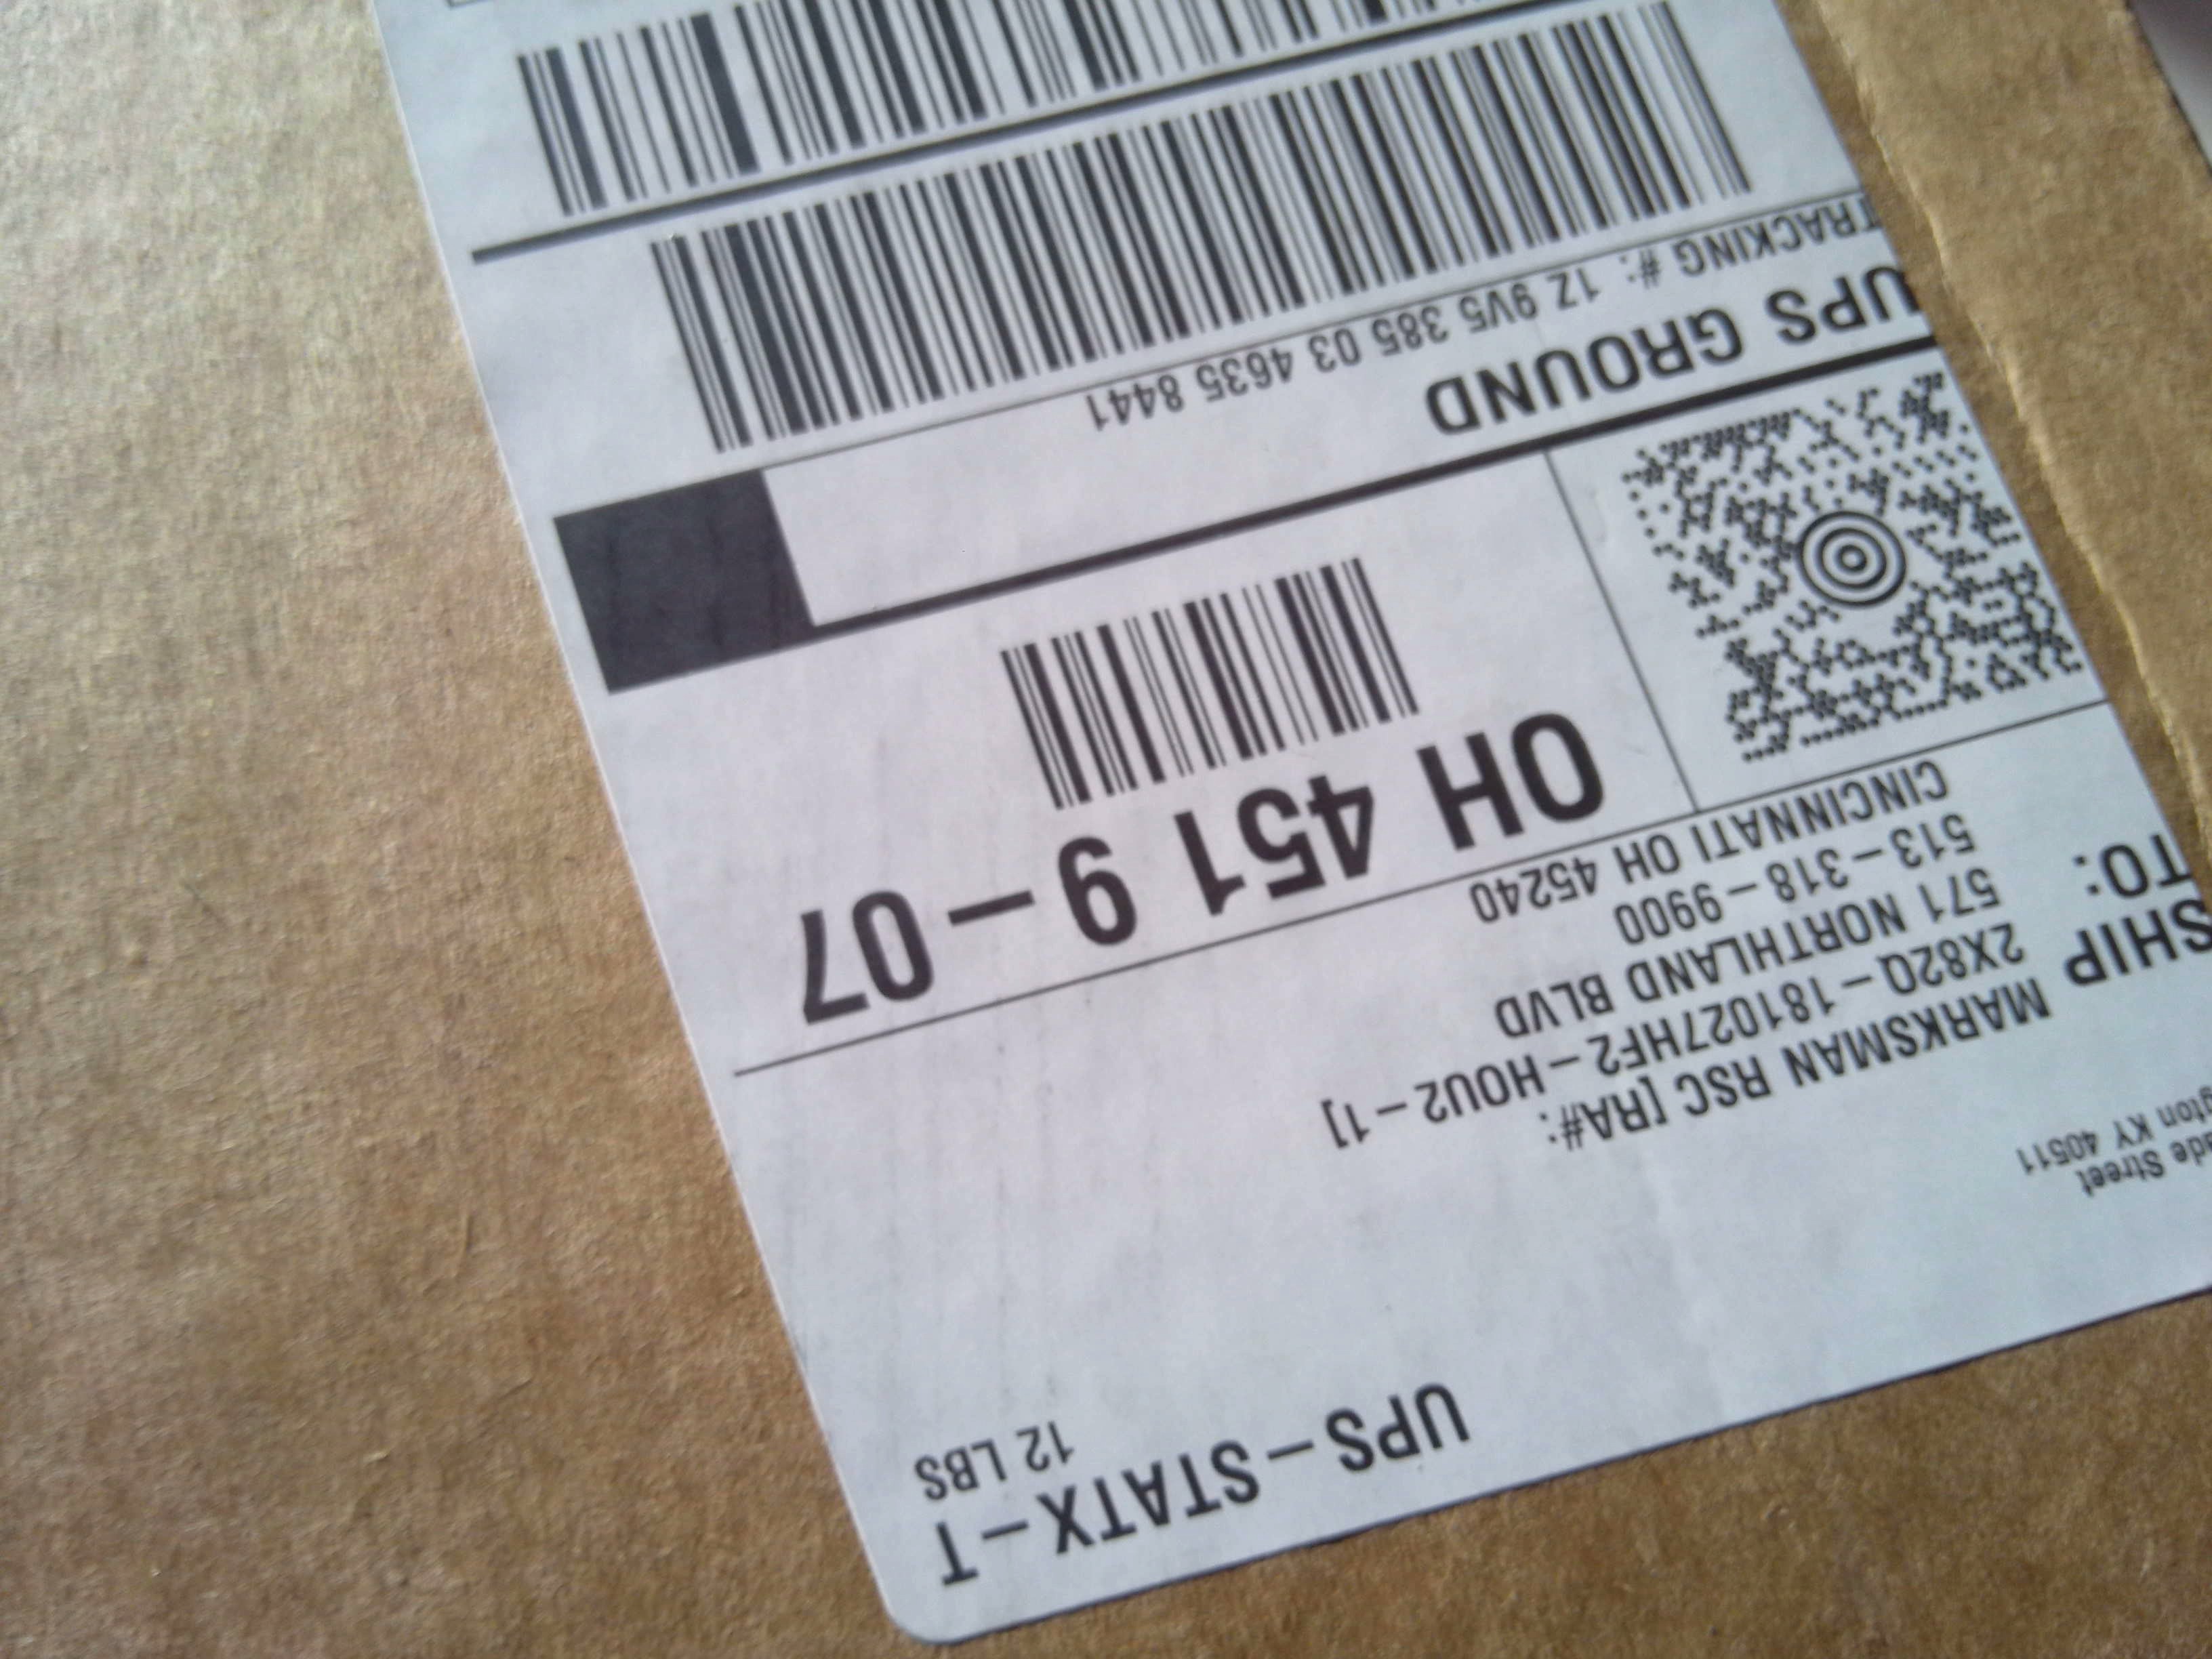 UPS-STATX-T
12 LBS
Street
KY 40511
SHIP
TO:
MARKSMAN RSC [RA#:
2X82Q-181027HF2-HOU2-1]
571 NORTHLAND BLVD
513-318-9900
CINCINNATI OH 45240
OH 451 9-07
UPS GROUND
TRACKING #: 1Z 9V5 385 03 4635 8441